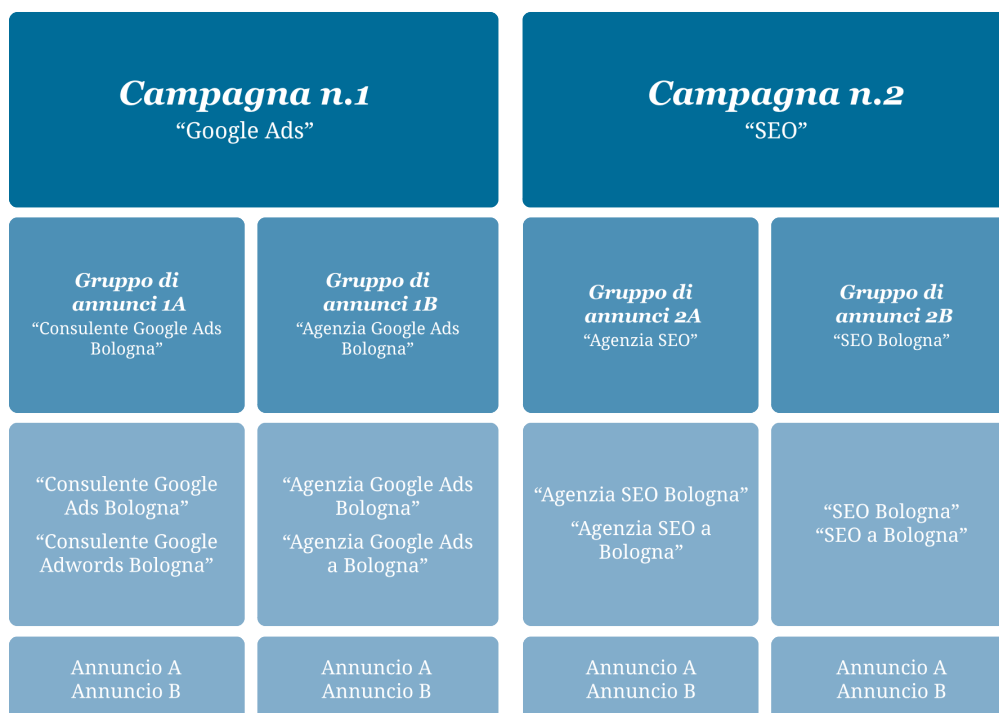 Campagna n.1
“Google Ads”
Campagna n.2
“SEO”
Gruppo di
annunci 1A
“Consulente Google Ads
Bologna”
Gruppo di
annunci 1B
“Agenzia Google Ads
Bologna”
Gruppo di
annunci 2A
“Agenzia SEO”
Gruppo di
annunci 2B
“SEO Bologna”
“Consulente Google
Ads Bologna”
“Consulente Google
Adwords Bologna”
“Agenzia Google Ads
Bologna”
“Agenzia Google Ads
a Bologna”
“Agenzia SEO Bologna”
“Agenzia SEO a
Bologna”
“SEO Bologna”
“SEO a Bologna”
Annuncio A
Annuncio B
Annuncio A
Annuncio B
Annuncio A
Annuncio B
Annuncio A
Annuncio B